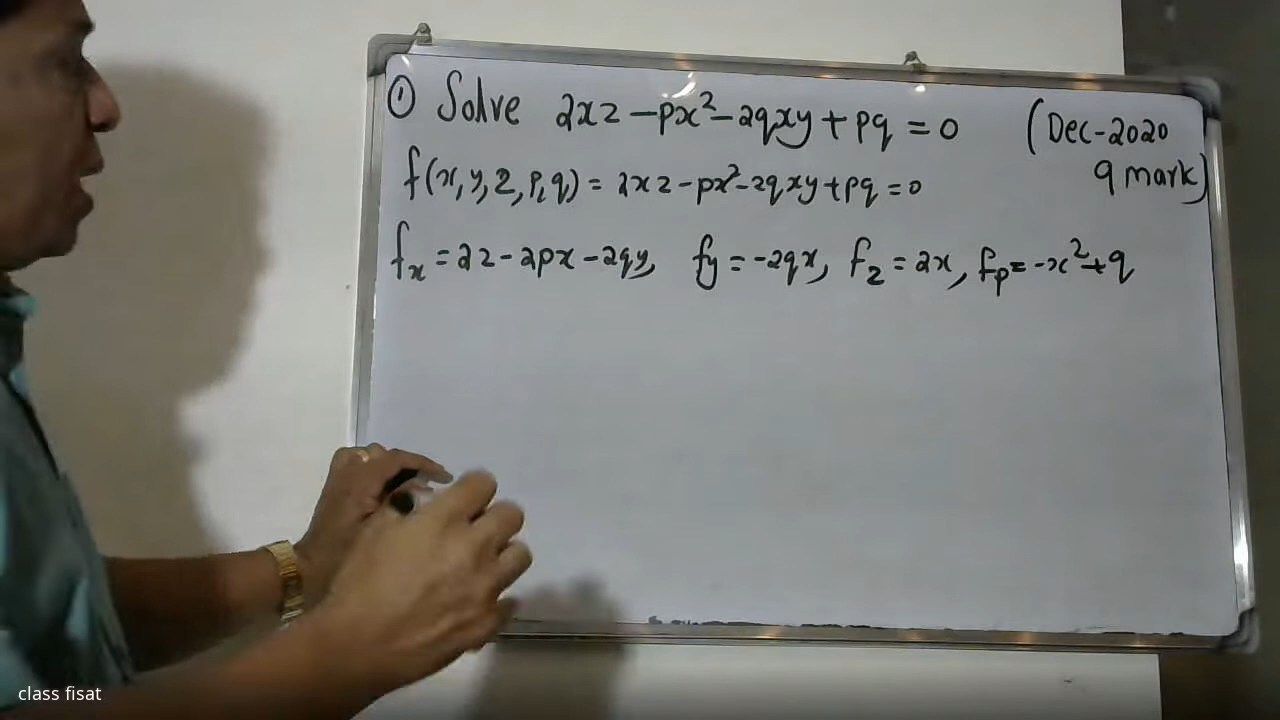 ① Solve 2xz - px² - 2qxy + pq = 0 (Dec-2020
9 mark)
f(x, y, z, p, q) = 2xz - px² - 2qxy + pq = 0
fx = 2z - 2px - 2qy, fy = -2qx, fz = 2x, fp = -x² + q
class fisat